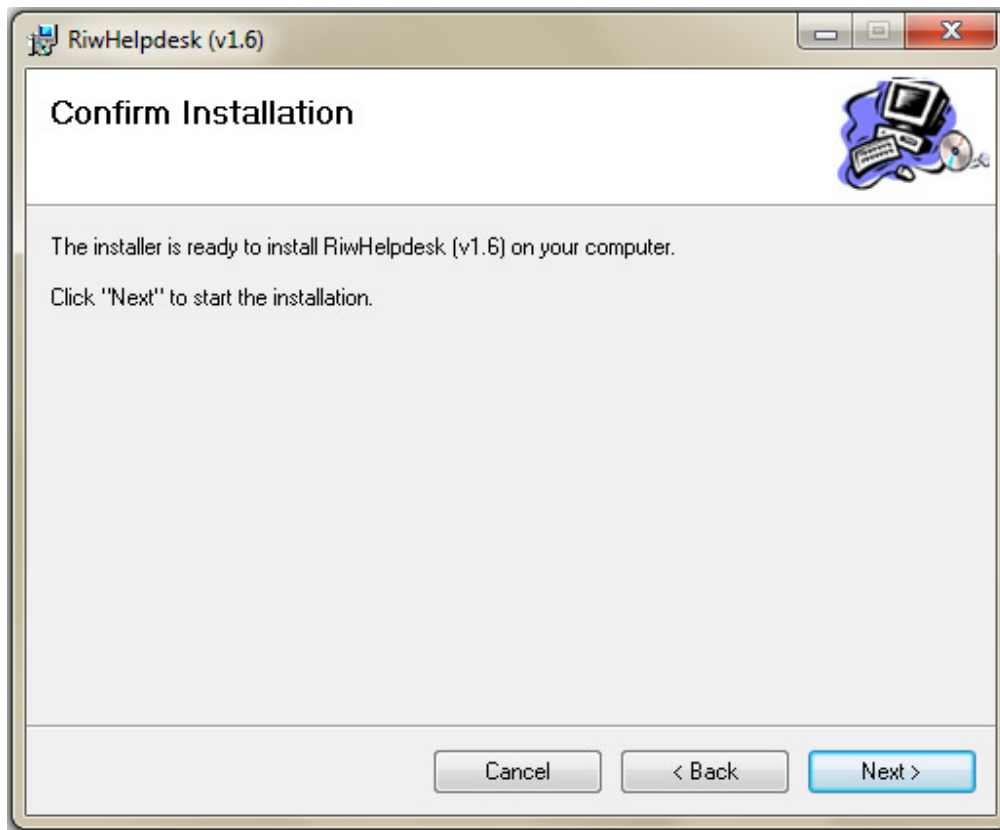 RiwHelpdesk (v1.6)
Confirm Installation
The installer is ready to install RiwHelpdesk (v1.6) on your computer.
Click "Next" to start the installation.
Cancel
< Back
Next >